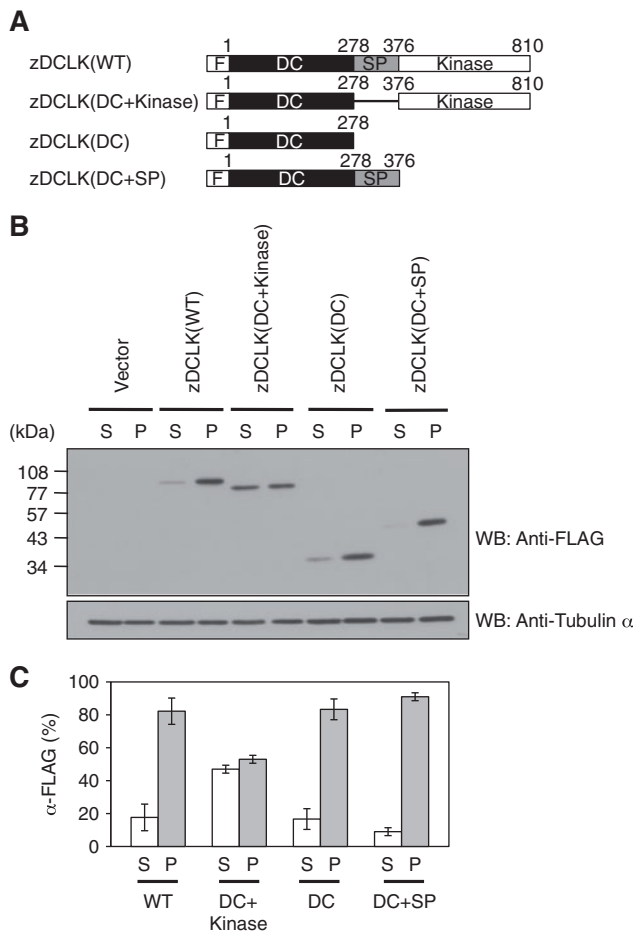 A
1 278 376 810
zDCLK(WT) F DC SP Kinase
1 278 376 810
zDCLK(DC+Kinase) F DC Kinase
1 278
zDCLK(DC) F DC
1 278 376
zDCLK(DC+SP) F DC SP
B
Vector
zDCLK(WT)
zDCLK(DC+Kinase)
zDCLK(DC)
zDCLK(DC+SP)
(kDa) S P S P S P S P S P
108
77
57
43
34
WB: Anti-FLAG
WB: Anti-Tubulin α
C
α-FLAG (%)
100
80
60
40
20
0
S P S P S P S P
WT DC+ DC DC+SP
Kinase